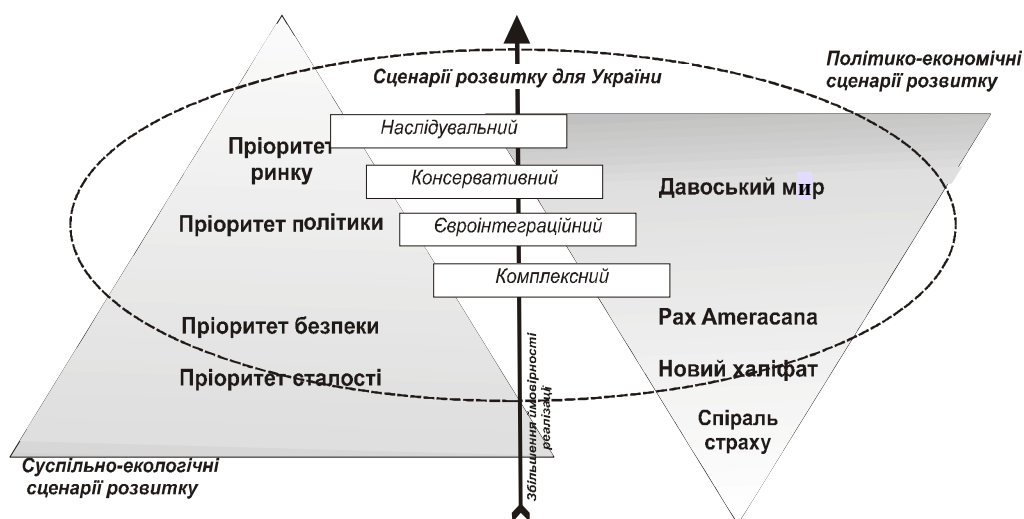 Сценарії розвитку для України
Політико-економічні
сценарії розвитку
Наслідувальний
Пріоритет
ринку
Консервативний
Давоський мир
Пріоритет політики
Євроінтеграційний
Комплексний
Пріоритет безпеки
Pax Ameracana
Пріоритет сталості
Новий халіфат
Спіраль
страху
Збільшення ймовірності
реалізації
Суспільно-екологічні
сценарії розвитку